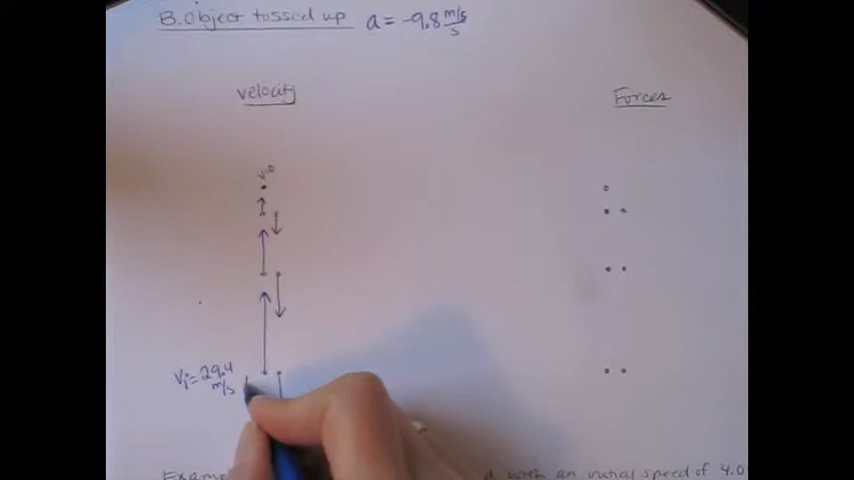 B. Object tossed up a = -9.8 m/s/s
Velocity
Forces
V=0
Vi = 29.4 m/s
with an initial speed of 4.0